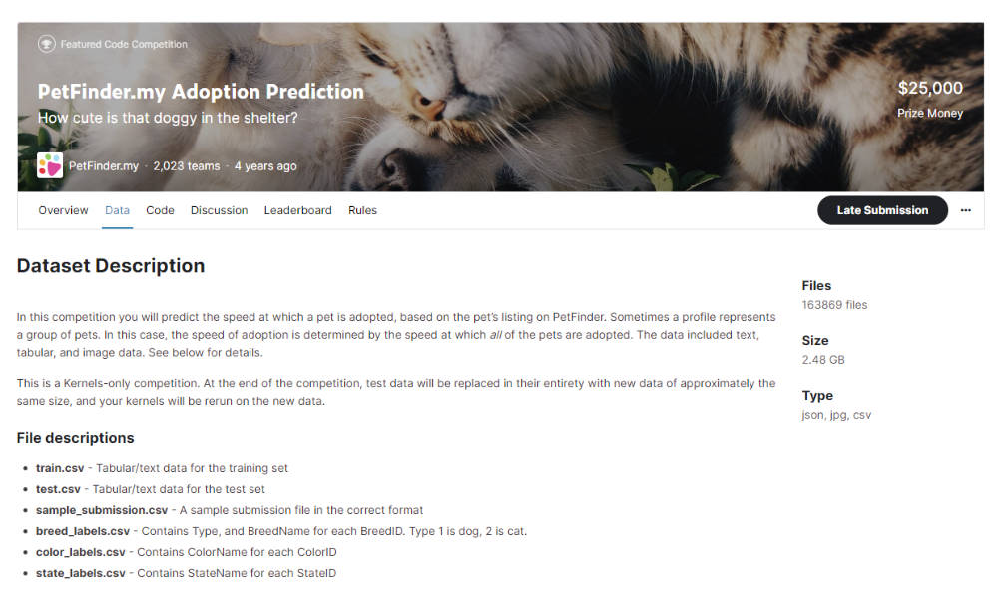 Featured Code Competition
PetFinder.my Adoption Prediction
How cute is that doggy in the shelter?
$25,000
Prize Money
PetFinder.my · 2,023 teams · 4 years ago
Overview Data Code Discussion Leaderboard Rules
Late Submission
Dataset Description
In this competition you will predict the speed at which a pet is adopted, based on the pet's listing on PetFinder. Sometimes a profile represents
a group of pets. In this case, the speed of adoption is determined by the speed at which all of the pets are adopted. The data included text,
tabular, and image data. See below for details.
This is a Kernels-only competition. At the end of the competition, test data will be replaced in their entirety with new data of approximately the
same size, and your kernels will be rerun on the new data.
File descriptions
• train.csv - Tabular/text data for the training set
• test.csv - Tabular/text data for the test set
• sample_submission.csv - A sample submission file in the correct format
• breed_labels.csv - Contains Type, and BreedName for each BreedID. Type 1 is dog, 2 is cat.
• color_labels.csv - Contains ColorName for each ColorID
• state_labels.csv - Contains StateName for each StateID
Files
163869 files
Size
2.48 GB
Type
json, jpg, csv